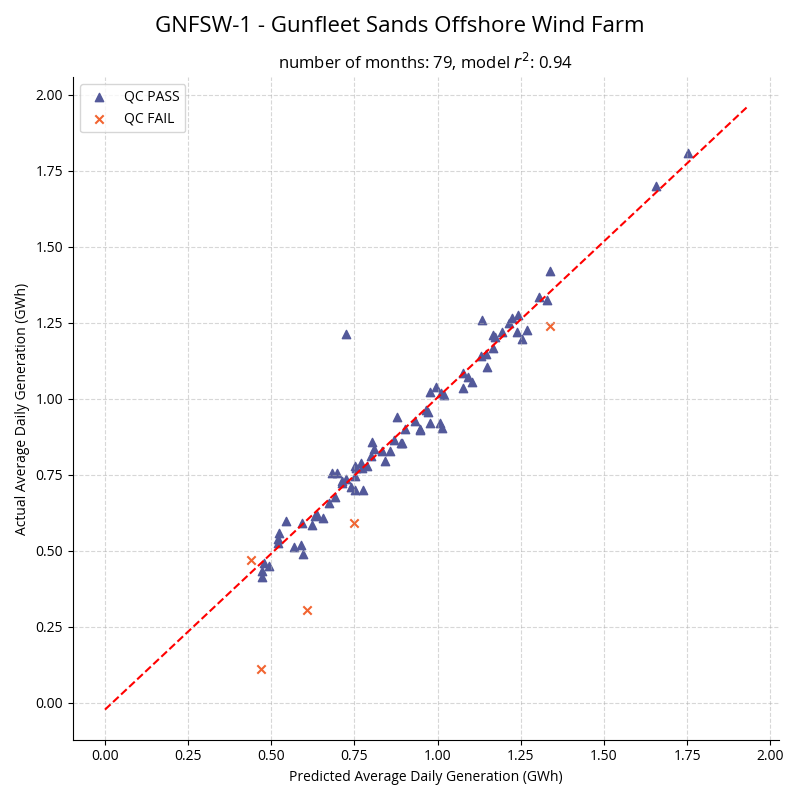 GNFSW-1 - Gunfleet Sands Offshore Wind Farm
number of months: 79, model r²: 0.94
QC PASS
QC FAIL
2.00
1.75
1.50
1.25
1.00
0.75
0.50
0.25
0.00
Actual Average Daily Generation (GWh)
0.00 0.25 0.50 0.75 1.00 1.25 1.50 1.75 2.00
Predicted Average Daily Generation (GWh)